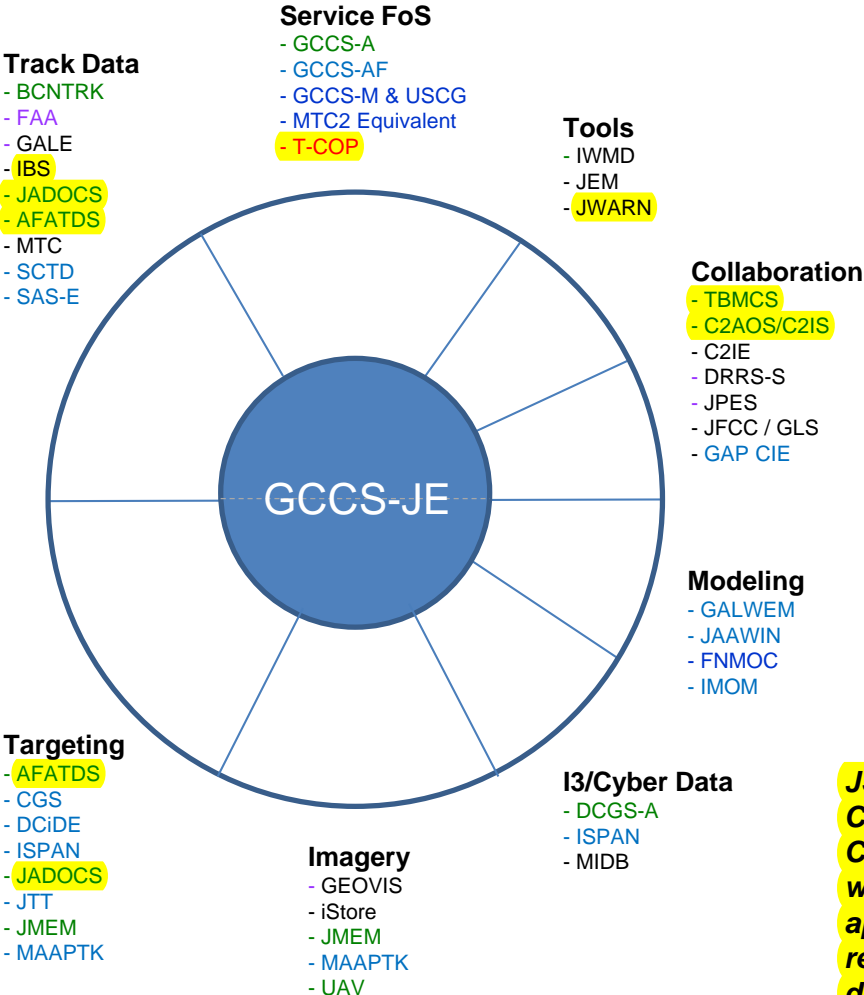 Service FoS
- GCCS-A
- GCCS-AF
- GCCS-M & USCG
- MTC2 Equivalent
- T-COP
Track Data
- BCNTRK
- FAA
- GALE
- IBS
- JADOCS
- AFATDS
- MTC
- SCTD
- SAS-E
Tools
- IWMD
- JEM
- JWARN
Collaboration
- TBMCS
- C2AOS/C2IS
- C2IE
- DRRS-S
- JPES
- JFCC / GLS
- GAP CIE
GCCS-JE
Modeling
- GALWEM
- JAAWIN
- FNMOC
- IMOM
Targeting
- AFATDS
- CGS
- DCiDE
- ISPAN
- JADOCS
- JTT
- JMEM
- MAAPTK
Imagery
- GEOVIS
- iStore
- JMEM
- MAAPTK
- UAV
I3/Cyber Data
- DCGS-A
- ISPAN
- MIDB